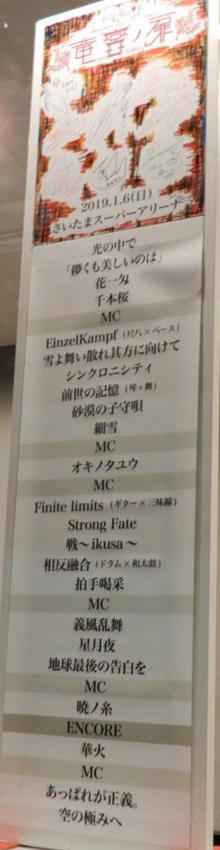 竜宮ノ扉
2019.1.6(日)
さいたまスーパーアリーナ
光の中で
「儚くも美しいのは」
花一匁
千本桜
MC
EinzelKampf (尺八×ベース)
雪よ舞い散れ其方に向けて
シンクロニシティ
前世の記憶 (箏×舞)
砂漠の子守唄
細雪
MC
オキノタユウ
MC
Finite limits (ギター×三味線)
Strong Fate
戦〜ikusa〜
相反融合 (ドラム×和太鼓)
拍手喝采
MC
義風乱舞
星月夜
地球最後の告白を
MC
暁ノ糸
ENCORE
華火
MC
あっぱれが正義。
空の極みへ